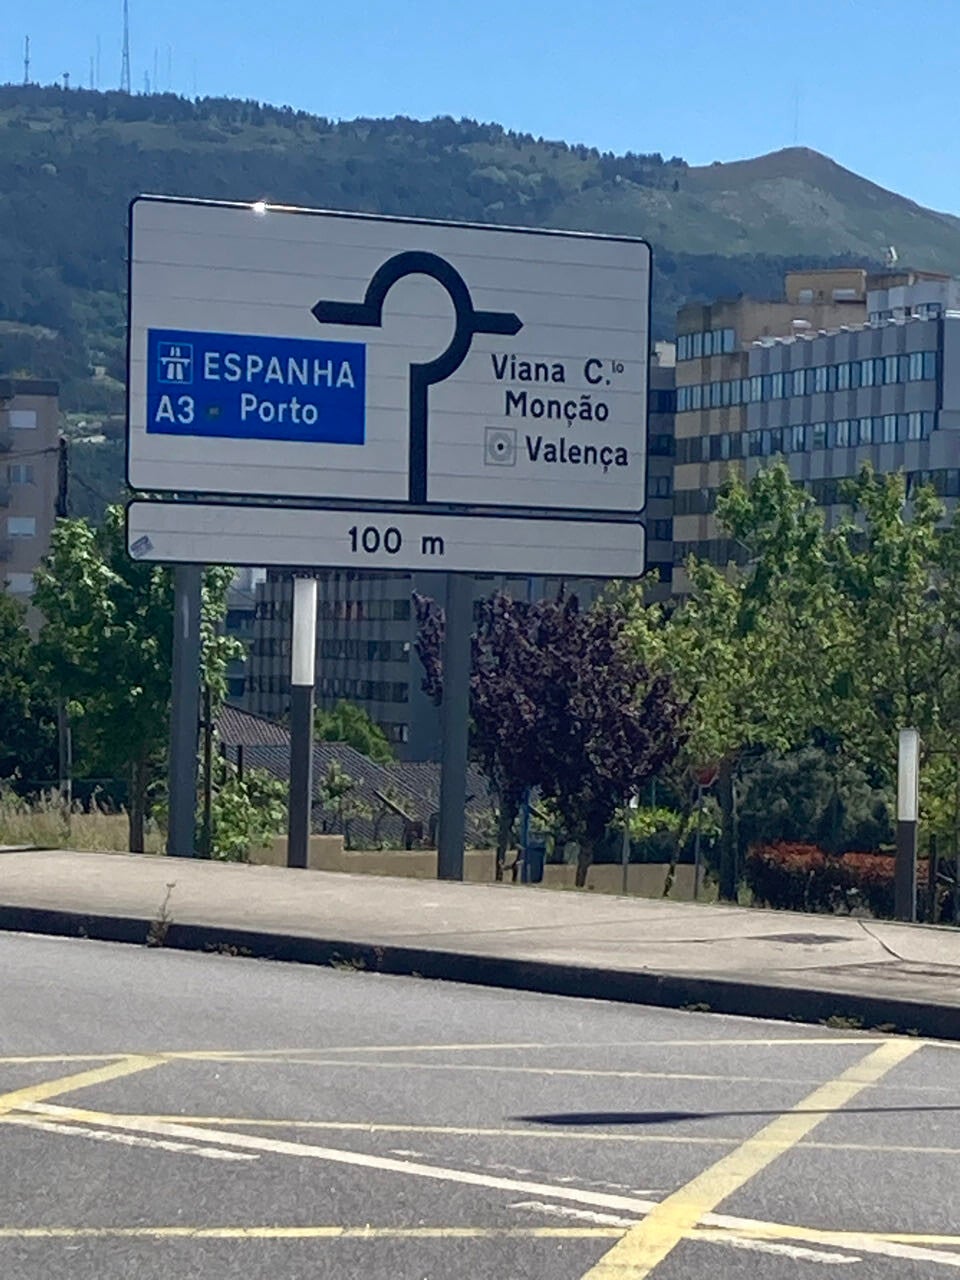 ESPANHA
A3 Porto
Viana C.lo
Monção
Valença
100 m